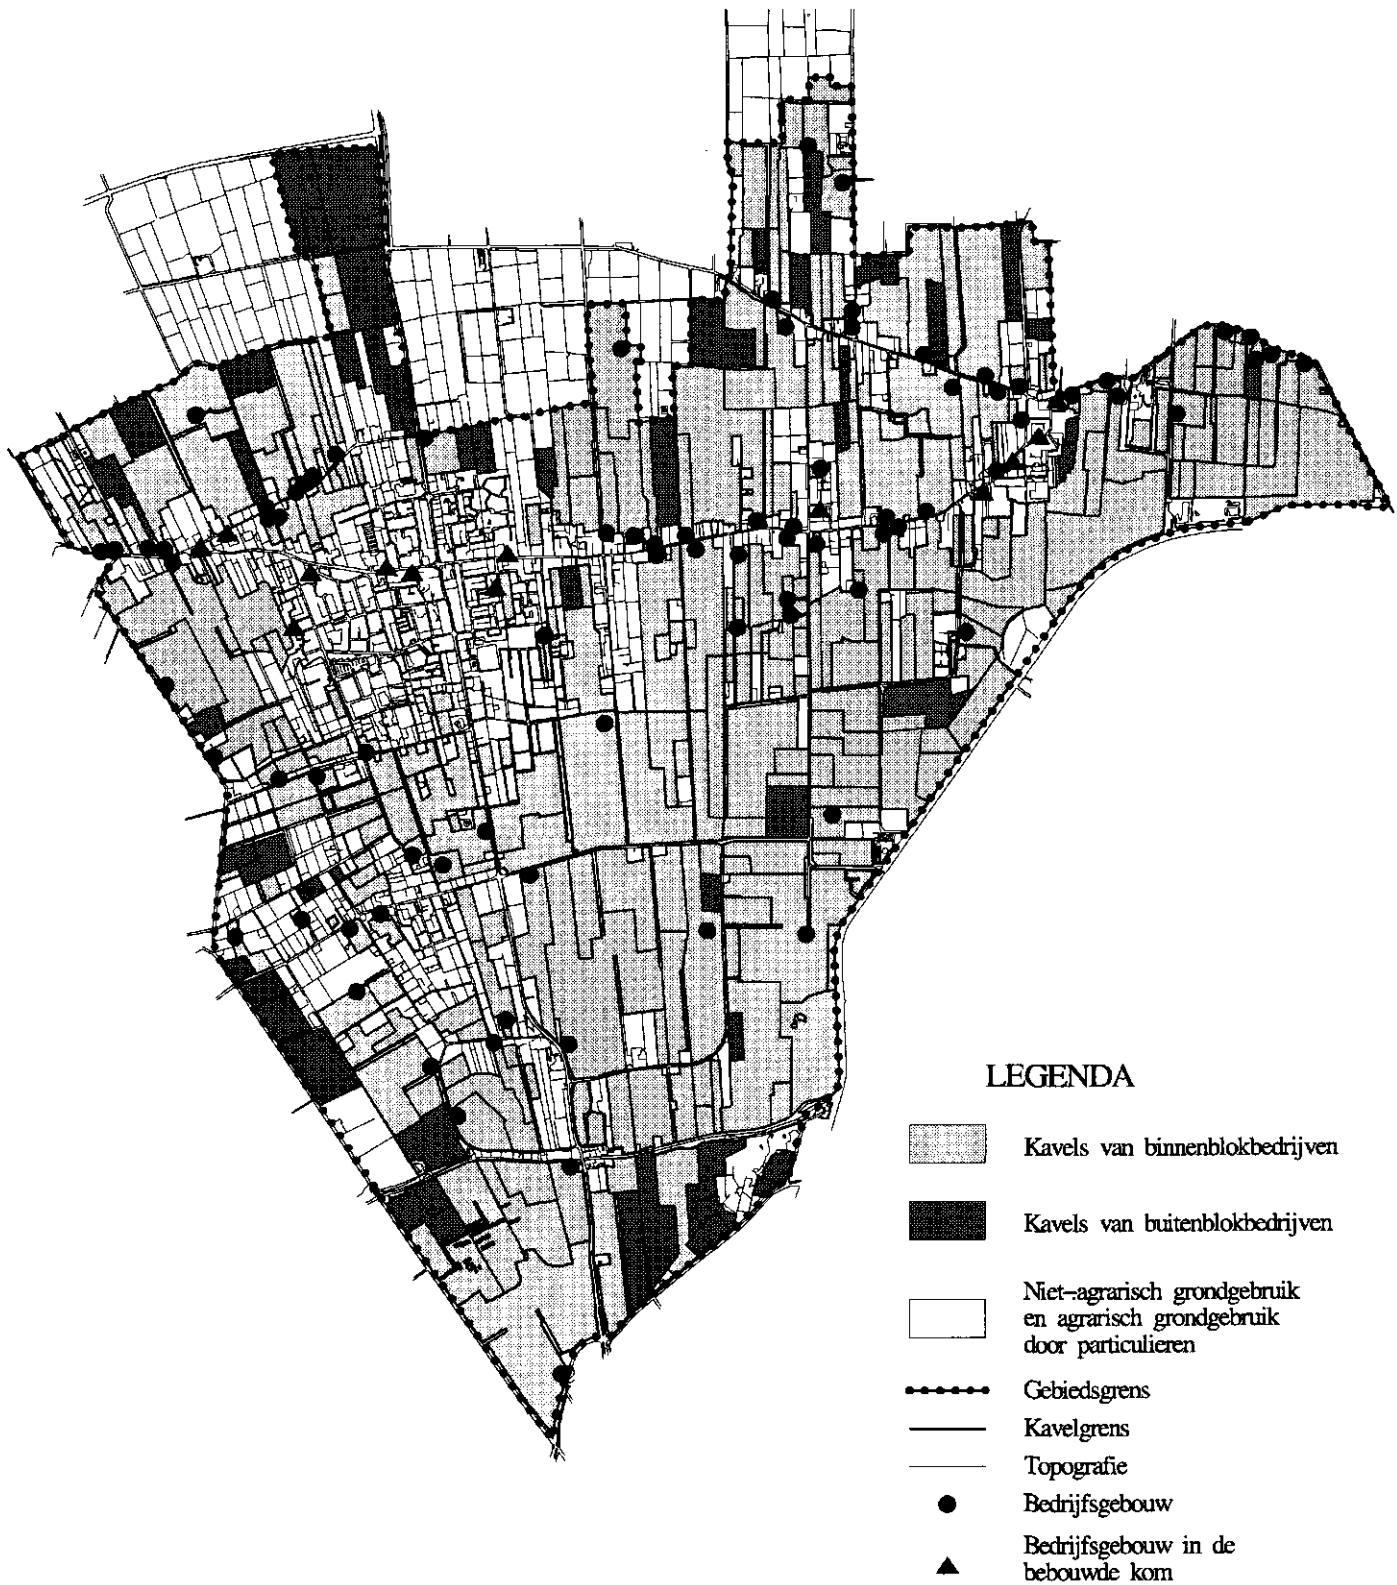 LEGENDA
Kavels van binnenblokbedrijven
Kavels van buitenblokbedrijven
Niet-agrarisch grondgebruik
en agrarisch grondgebruik
door particulieren
Gebiedsgrens
Kavelgrens
Topografie
Bedrijfsgebouw
Bedrijfsgebouw in de
bebouwde kom